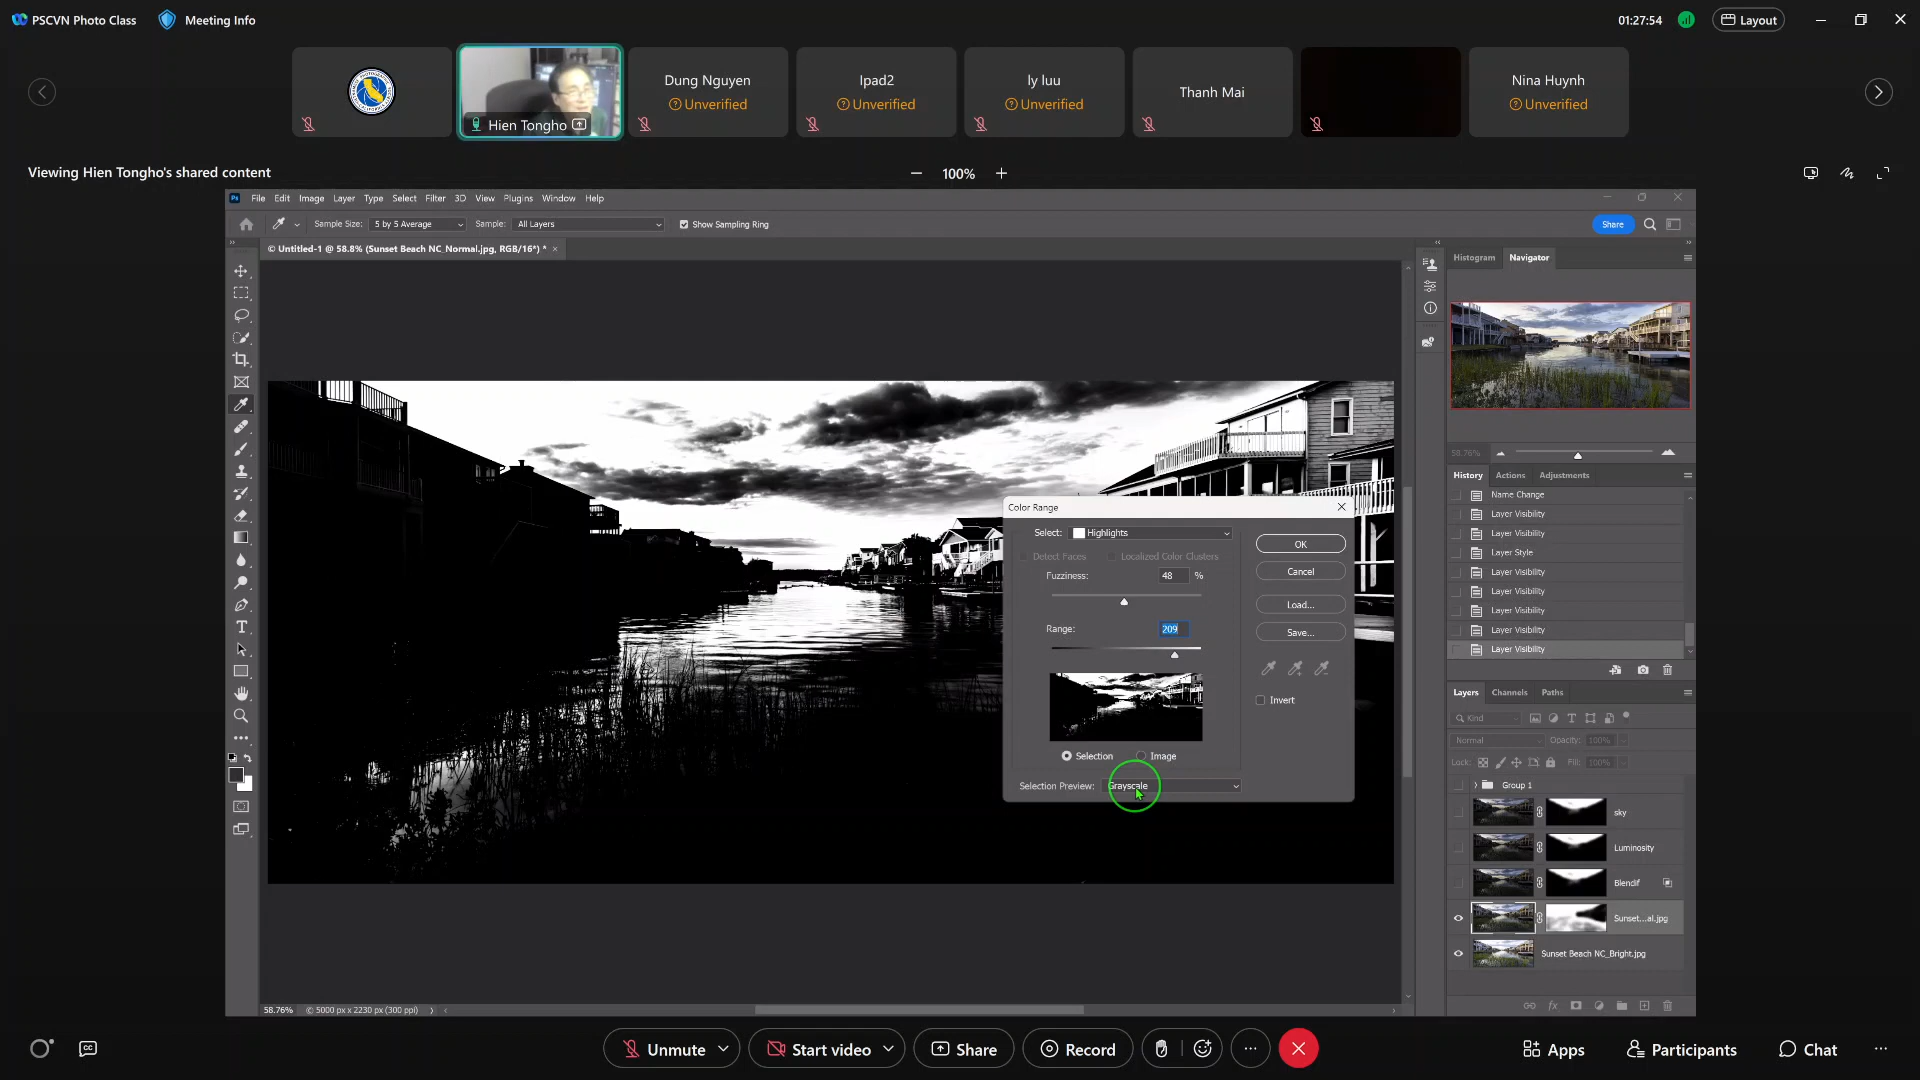 PSCVN Photo Class
Meeting Info
01:27:54
Layout
Hien Tongho
Dung Nguyen
Unverified
Ipad2
Unverified
ly luu
Unverified
Thanh Mai
Nina Huynh
Unverified
Viewing Hien Tongho's shared content
100%
Ps File Edit Image Layer Type Select Filter 3D View Plugins Window Help
Sample Size: 5 by 5 Average Sample: All Layers Show Sampling Ring
Share
© Untitled-1 @ 58.8% (Sunset Beach NC_Normal.jpg, RGB/16*) *
Histogram Navigator
58.76%
History Actions Adjustments
Name Change
Layer Visibility
Layer Visibility
Layer Style
Layer Visibility
Layer Visibility
Layer Visibility
Layer Visibility
Layer Visibility
Color Range
Select: Highlights
Detect Faces Localized Color Clusters
Fuzziness: 48 %
Range: 209
Selection Image
Selection Preview: Grayscale
OK
Cancel
Load...
Save...
Invert
Layers Channels Paths
Kind
Normal Opacity: 100%
Lock: Fill: 100%
Group 1
sky
Luminosity
Blendif
Sunset...al.jpg
Sunset Beach NC_Bright.jpg
58.76% © 5000 px x 2230 px (300 ppi)
CC
Unmute
Start video
Share
Record
Apps
Participants
Chat